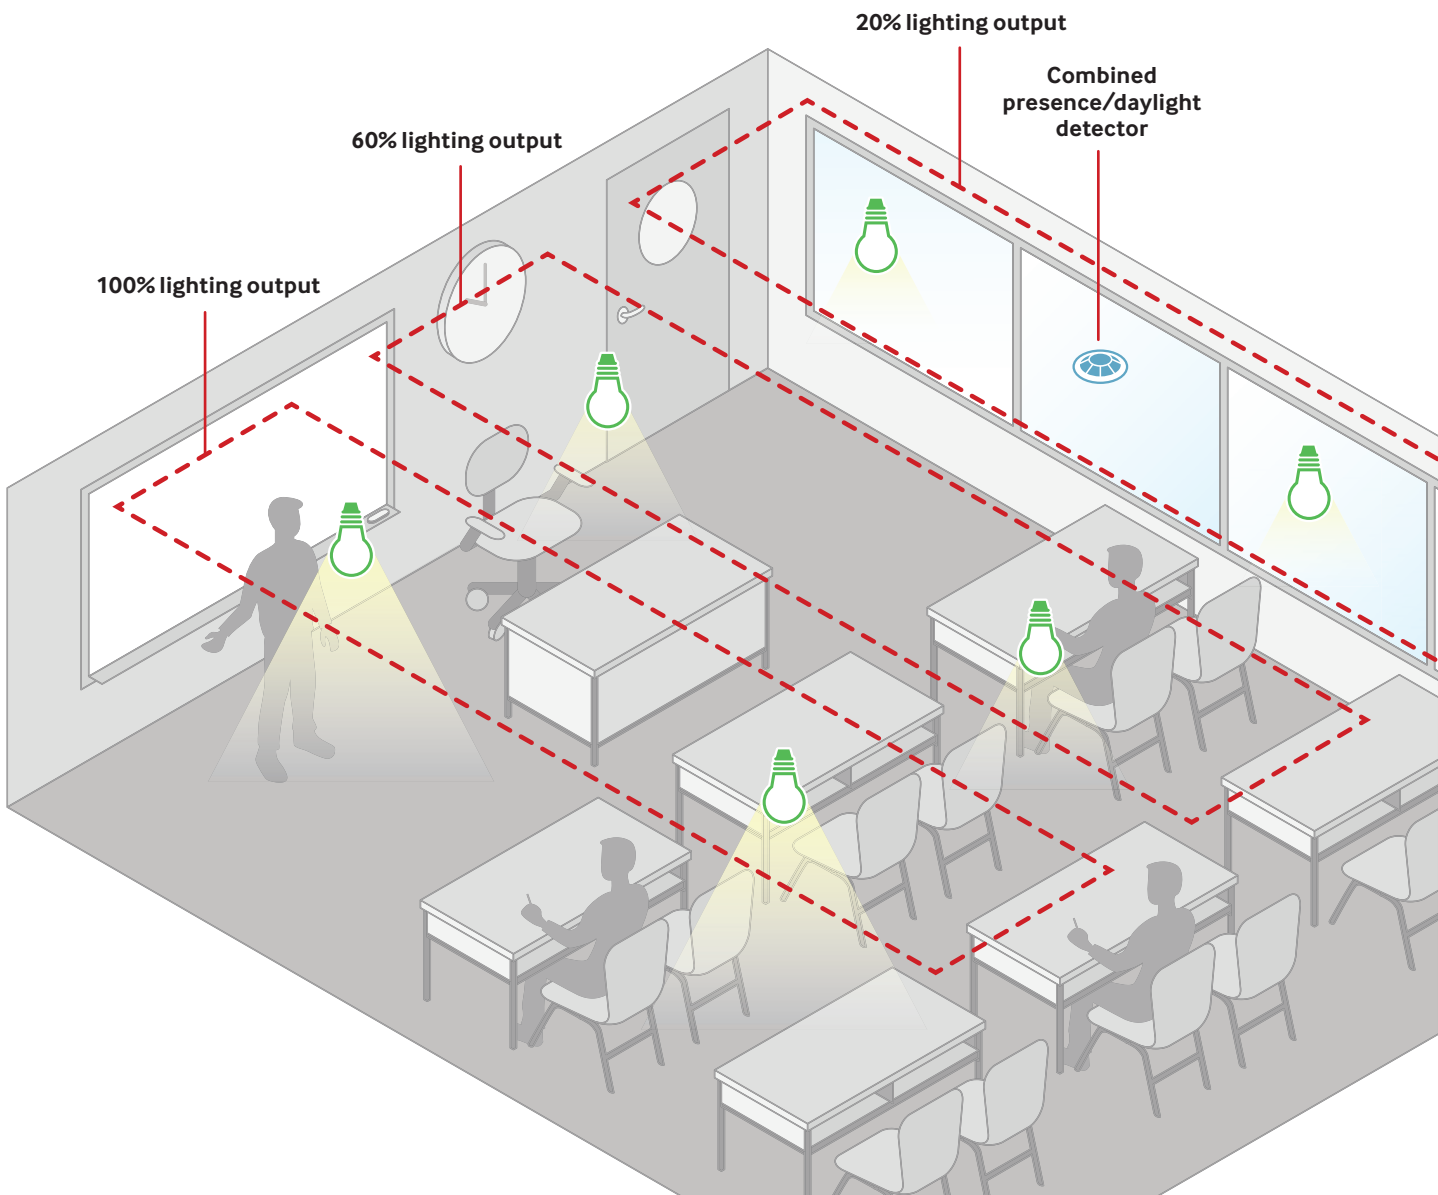 20% lighting output
Combined
presence/daylight
detector
60% lighting output
100% lighting output